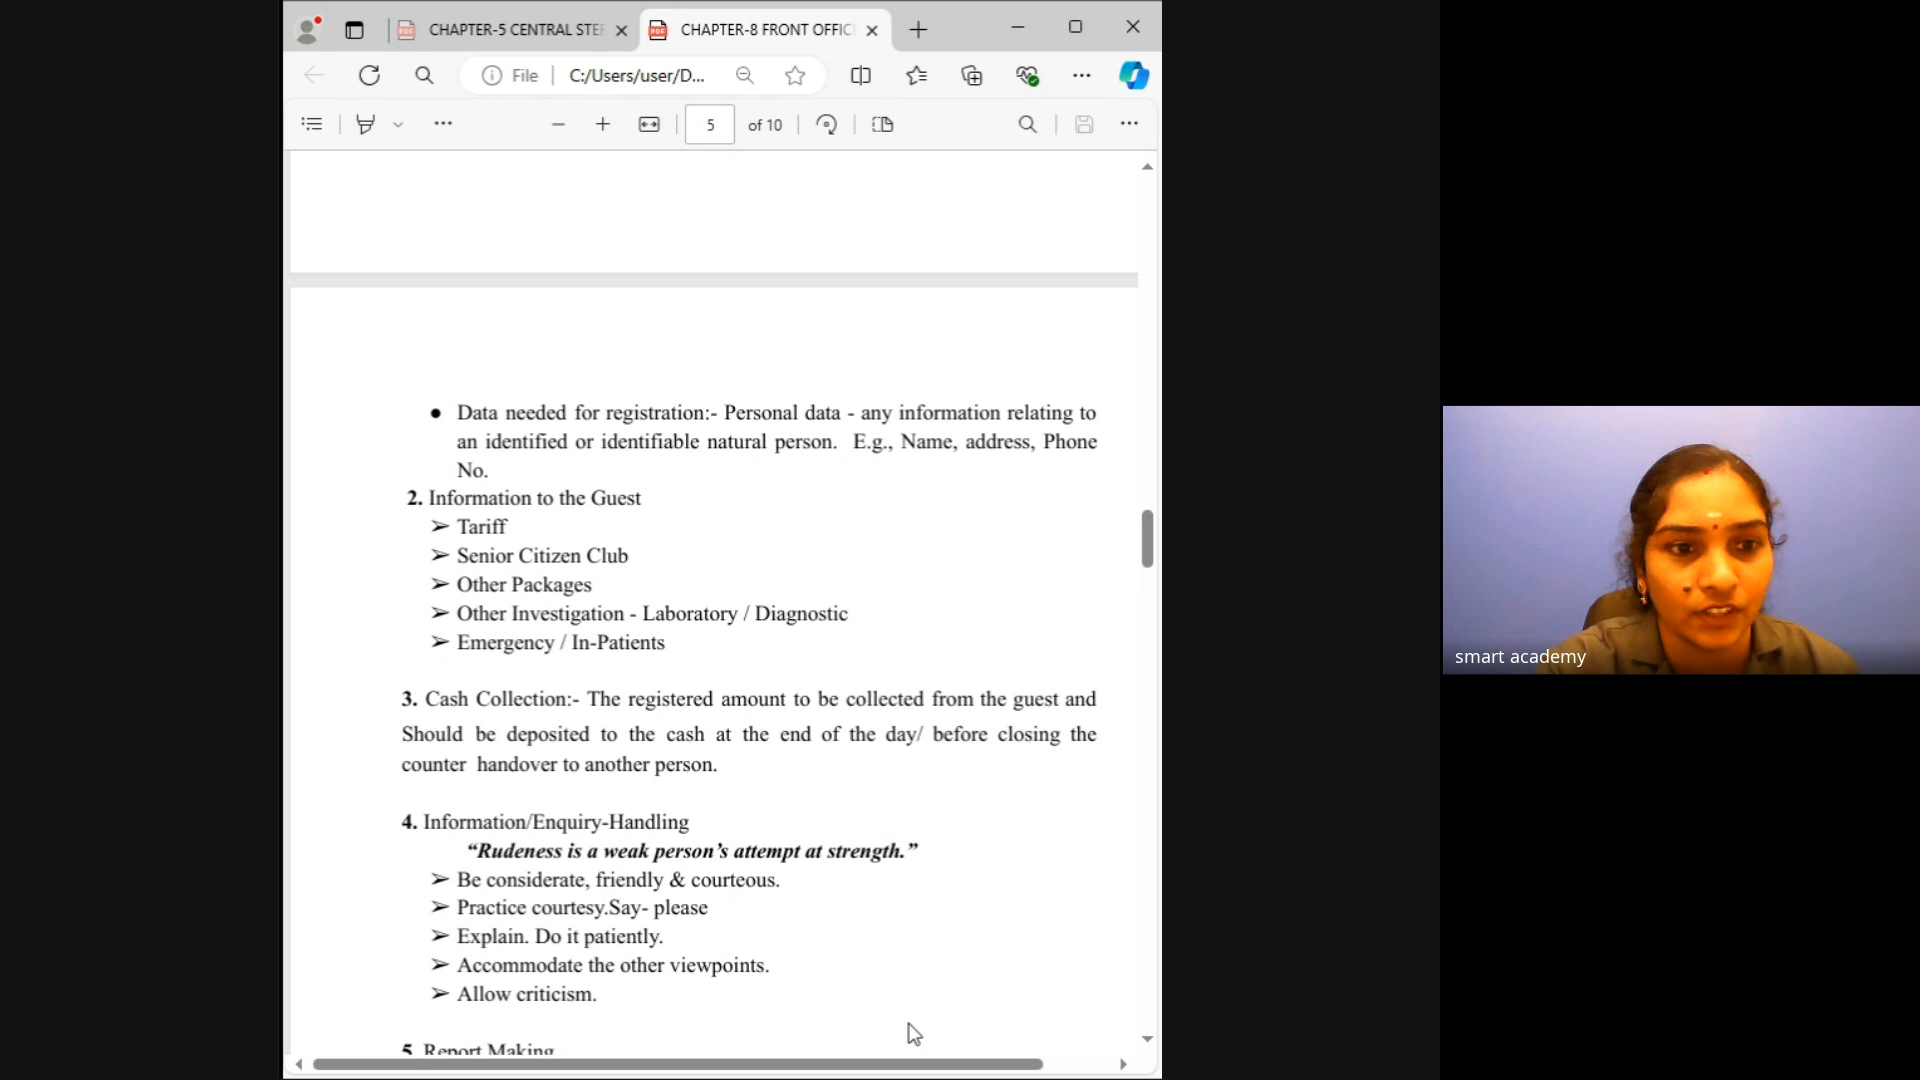 CHAPTER-5 CENTRAL STE
CHAPTER-8 FRONT OFFIC
File
C:/Users/user/D...
5
of 10
● Data needed for registration:- Personal data - any information relating to
an identified or identifiable natural person. E.g., Name, address, Phone
No.
2. Information to the Guest
➢ Tariff
➢ Senior Citizen Club
➢ Other Packages
➢ Other Investigation - Laboratory / Diagnostic
➢ Emergency / In-Patients
3. Cash Collection:- The registered amount to be collected from the guest and
Should be deposited to the cash at the end of the day/ before closing the
counter handover to another person.
4. Information/Enquiry-Handling
“Rudeness is a weak person’s attempt at strength.”
➢ Be considerate, friendly & courteous.
➢ Practice courtesy.Say- please
➢ Explain. Do it patiently.
➢ Accommodate the other viewpoints.
➢ Allow criticism.
5. Report Making
smart academy